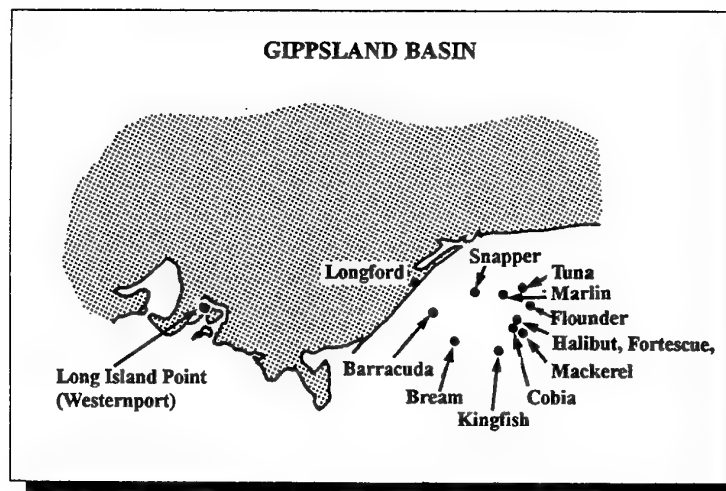 GIPPSLAND BASIN
Snapper
Longford
Tuna
Marlin
Flounder
Halibut, Fortescue,
Mackerel
Barracuda
Long Island Point
(Westernport)
Bream
Cobia
Kingfish